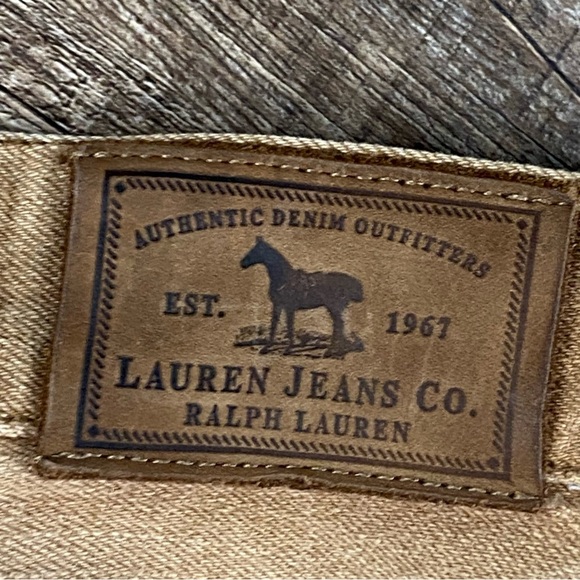 AUTHENTIC DENIM OUTFITTERS
EST. 1967
LAUREN JEANS CO.
RALPH LAUREN